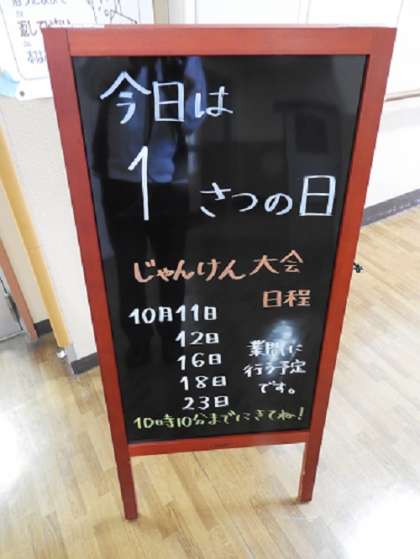 今日は
1 さつの日
じゃんけん大会
日程
10月11日
12日
16日
18日
23日
業間に
行う予定
です。
10時10分までにきてね!